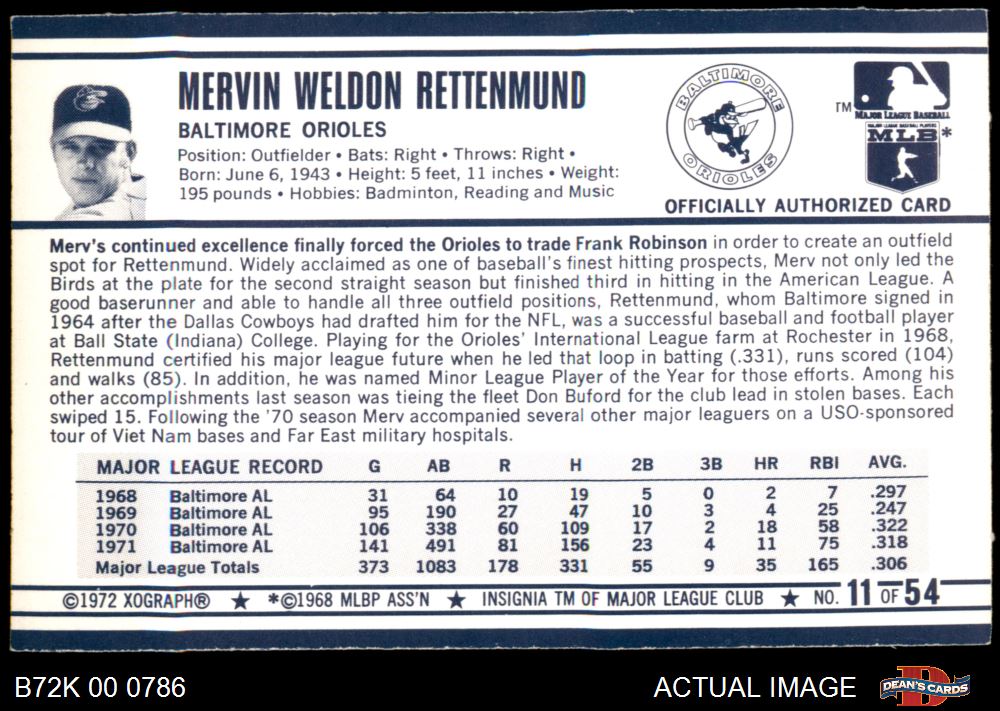 MERVIN WELDON RETTENMUND
BALTIMORE ORIOLES
Position: Outfielder • Bats: Right • Throws: Right •
Born: June 6, 1943 • Height: 5 feet, 11 inches • Weight:
195 pounds • Hobbies: Badminton, Reading and Music
BALTIMORE
ORIOLES
TM
MAJOR LEAGUE BASEBALL
MAJOR LEAGUE BASEBALL PLAYERS
MLB*
OFFICIALLY AUTHORIZED CARD
Merv's continued excellence finally forced the Orioles to trade Frank Robinson in order to create an outfield
spot for Rettenmund. Widely acclaimed as one of baseball's finest hitting prospects, Merv not only led the
Birds at the plate for the second straight season but finished third in hitting in the American League. A
good baserunner and able to handle all three outfield positions, Rettenmund, whom Baltimore signed in
1964 after the Dallas Cowboys had drafted him for the NFL, was a successful baseball and football player
at Ball State (Indiana) College. Playing for the Orioles' International League farm at Rochester in 1968,
Rettenmund certified his major league future when he led that loop in batting (.331), runs scored (104)
and walks (85). In addition, he was named Minor League Player of the Year for those efforts. Among his
other accomplishments last season was tieing the fleet Don Buford for the club lead in stolen bases. Each
swiped 15. Following the '70 season Merv accompanied several other major leaguers on a USO-sponsored
tour of Viet Nam bases and Far East military hospitals.
MAJOR LEAGUE RECORD G AB R H 2B 3B HR RBI AVG.
1968 Baltimore AL 31 64 10 19 5 0 2 7 .297
1969 Baltimore AL 95 190 27 47 10 3 4 25 .247
1970 Baltimore AL 106 338 60 109 17 2 18 58 .322
1971 Baltimore AL 141 491 81 156 23 4 11 75 .318
Major League Totals 373 1083 178 331 55 9 35 165 .306
©1972 XOGRAPH® ★ *©1968 MLBP ASS'N ★ INSIGNIA TM OF MAJOR LEAGUE CLUB ★ NO. 11 OF 54
B72K 00 0786
ACTUAL IMAGE
DEAN'S CARDS